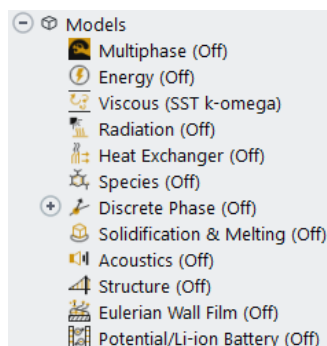 Models
Multiphase (Off)
Energy (Off)
Viscous (SST k-omega)
Radiation (Off)
Heat Exchanger (Off)
Species (Off)
Discrete Phase (Off)
Solidification & Melting (Off)
Acoustics (Off)
Structure (Off)
Eulerian Wall Film (Off)
Potential/Li-ion Battery (Off)